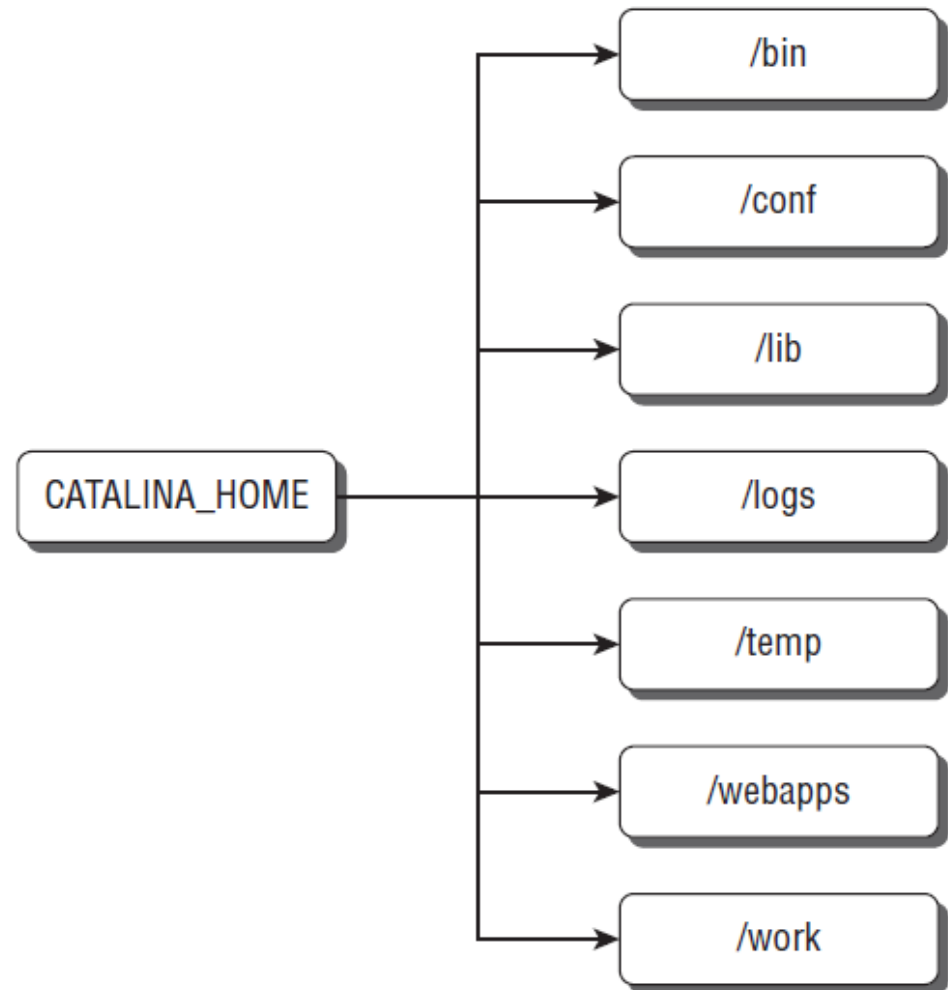 /bin
/conf
/lib
CATALINA_HOME
/logs
/temp
/webapps
/work